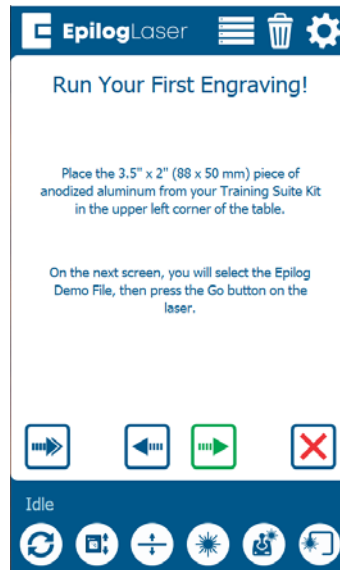 EpilogLaser
Run Your First Engraving!
Place the 3.5" x 2" (88 x 50 mm) piece of
anodized aluminum from your Training Suite Kit
in the upper left corner of the table.
On the next screen, you will select the Epilog
Demo File, then press the Go button on the
laser.
Idle